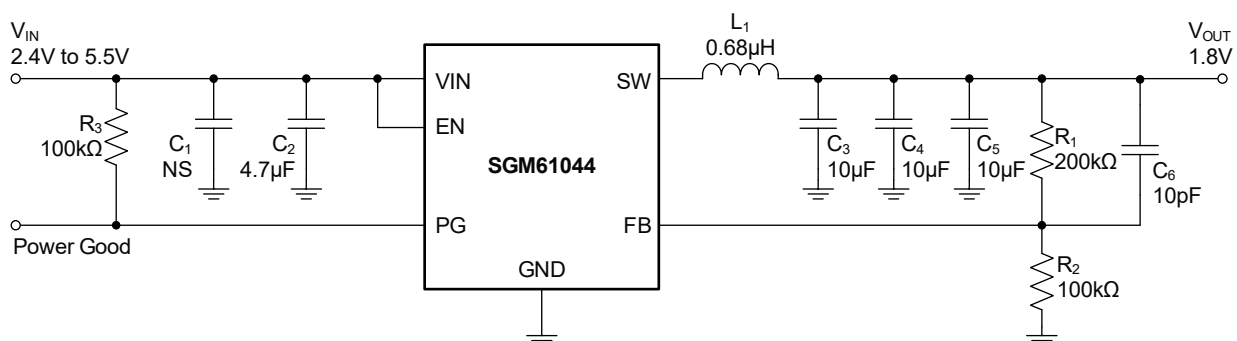 V_IN
2.4V to 5.5V
R₃
100kΩ
C₁
NS
C₂
4.7µF
Power Good
VIN
EN
PG
SGM61044
GND
SW
FB
L₁
0.68µH
C₃
10µF
C₄
10µF
C₅
10µF
R₁
200kΩ
C₆
10pF
R₂
100kΩ
V_OUT
1.8V